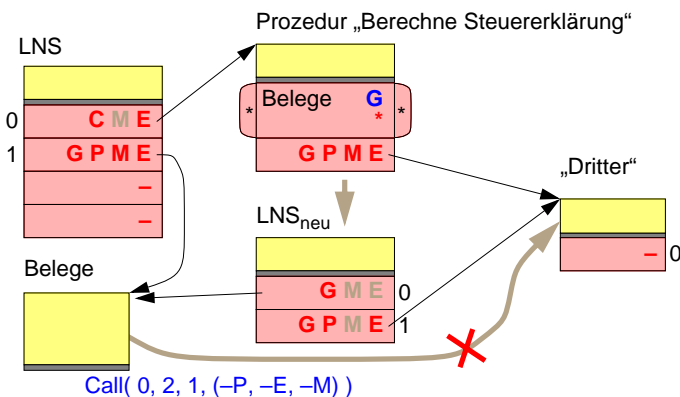 Prozedur „Berechne Steuererklärung“
LNS
Belege G
* * *
0 C M E
1 G P M E
G P M E
–
–
„Dritter“
LNSneu
– 0
Belege
G M E 0
G P M E 1
Call( 0, 2, 1, (–P, –E, –M) )